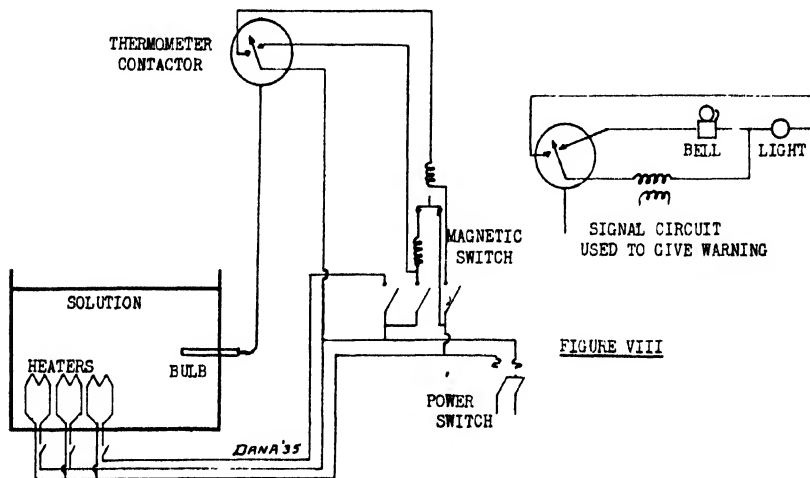 THERMOMETER
CONTACTOR
BELL
LIGHT
MAGNETIC
SWITCH
SIGNAL CIRCUIT
USED TO GIVE WARNING
SOLUTION
HEATERS
BULB
FIGURE VIII
POWER
SWITCH
DANA '35